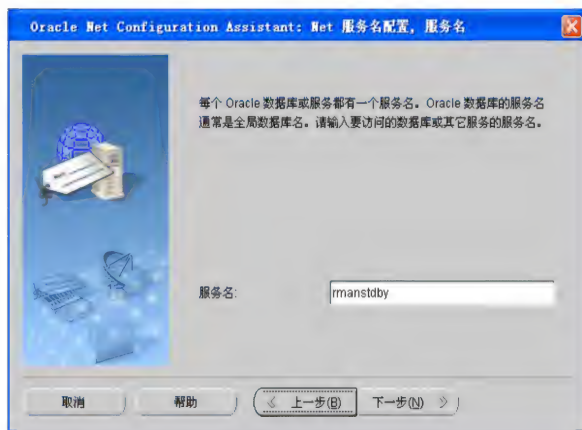 Oracle Net Configuration Assistant: Net 服务名配置, 服务名
每个 Oracle 数据库或服务都有一个服务名。Oracle 数据库的服务名
通常是全局数据库名。请输入要访问的数据库或其它服务的服务名。
服务名:
rmanstdby
取消
帮助
上一步(B)
下一步(N)